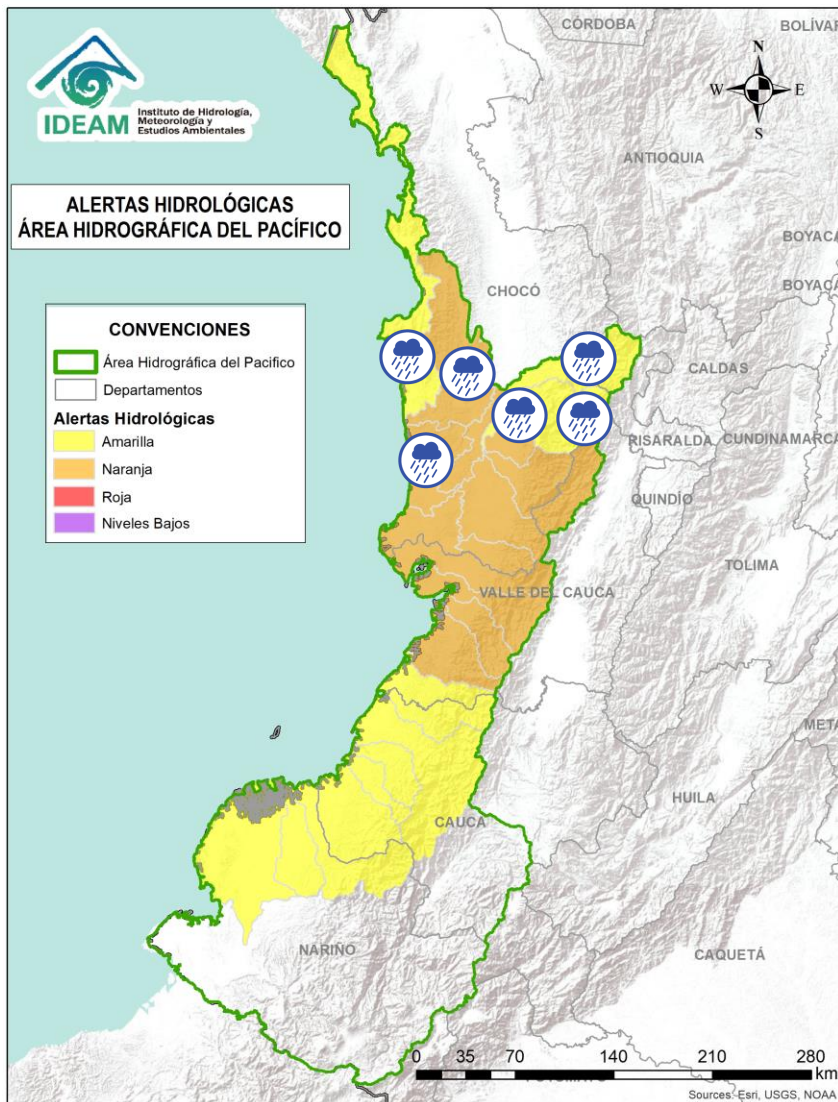 CÓRDOBA
BOLÍVAR
IDEAM
Instituto de Hidrología,
Meteorología y
Estudios Ambientales
N
W
E
S
ANTIOQUIA
ALERTAS HIDROLÓGICAS
ÁREA HIDROGRÁFICA DEL PACÍFICO
BOYACÁ
BOYACÁ
CHOCÓ
CONVENCIONES
Área Hidrográfica del Pacifico
Departamentos
Alertas Hidrológicas
Amarilla
Naranja
Roja
Niveles Bajos
CALDAS
RISARALDA
CUNDINAMARCA
QUINDÍO
TOLIMA
VALLE DEL CAUCA
META
HUILA
CAUCA
NARIÑO
CAQUETÁ
0 35 70 140 210 280
km
Sources: Esri, USGS, NOAA